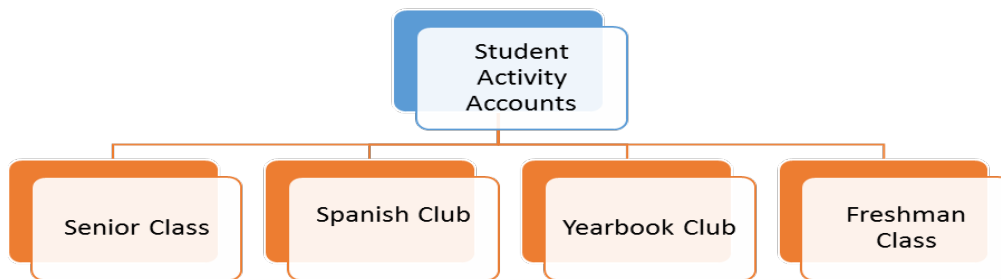 Student
Activity
Accounts
Senior Class
Spanish Club
Yearbook Club
Freshman
Class